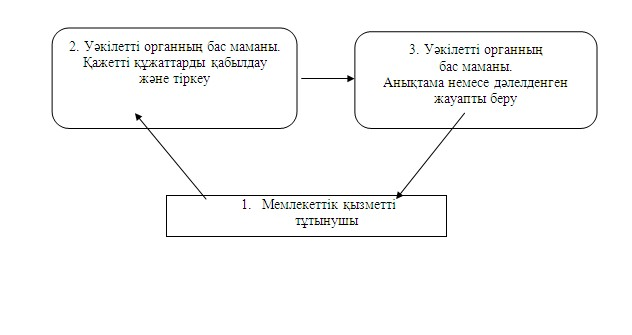 2. Уәкілетті органның бас маманы.
Қажетті құжаттарды қабылдау
және тіркеу
3. Уәкілетті органның
бас маманы.
Анықтама немесе дәлелденген
жауапты беру
1. Мемлекеттік қызметті
тұтынушы